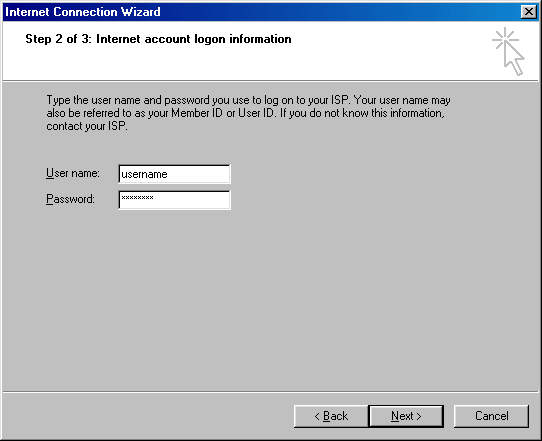 Internet Connection Wizard
Step 2 of 3: Internet account logon information
Type the user name and password you use to log on to your ISP. Your user name may
also be referred to as your Member ID or User ID. If you do not know this information,
contact your ISP.
User name: username
Password: ********
< Back Next > Cancel